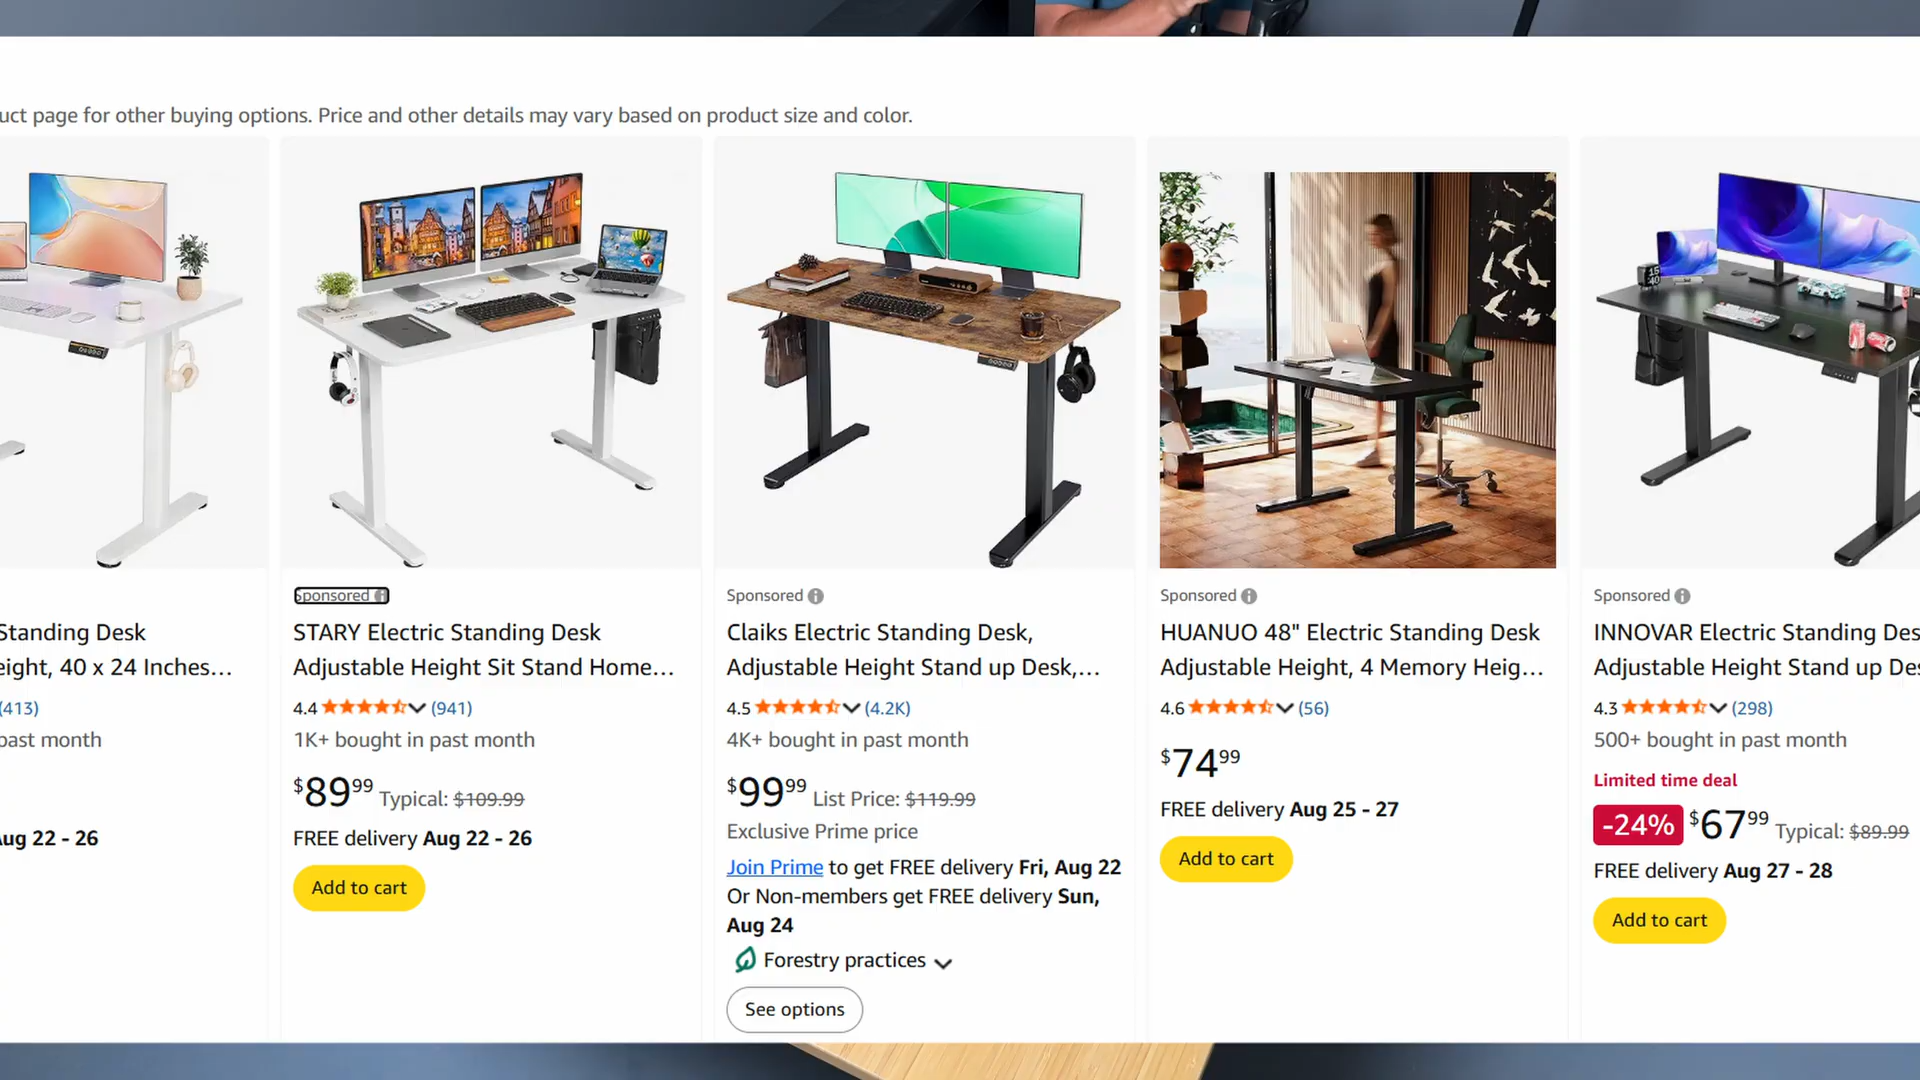 uct page for other buying options. Price and other details may vary based on product size and color.
Standing Desk
eight, 40 x 24 Inches...
(413)
past month
Aug 22 - 26
Sponsored
STARY Electric Standing Desk
Adjustable Height Sit Stand Home...
4.4 (941)
1K+ bought in past month
$89.99 Typical: $109.99
FREE delivery Aug 22 - 26
Add to cart
Sponsored
Claiks Electric Standing Desk,
Adjustable Height Stand up Desk,...
4.5 (4.2K)
4K+ bought in past month
$99.99 List Price: $119.99
Exclusive Prime price
Join Prime to get FREE delivery Fri, Aug 22
Or Non-members get FREE delivery Sun,
Aug 24
Forestry practices
See options
Sponsored
HUANUO 48" Electric Standing Desk
Adjustable Height, 4 Memory Heig...
4.6 (56)
$74.99
FREE delivery Aug 25 - 27
Add to cart
Sponsored
INNOVAR Electric Standing Des
Adjustable Height Stand up Des
4.3 (298)
500+ bought in past month
Limited time deal
-24% $67.99 Typical: $89.99
FREE delivery Aug 27 - 28
Add to cart